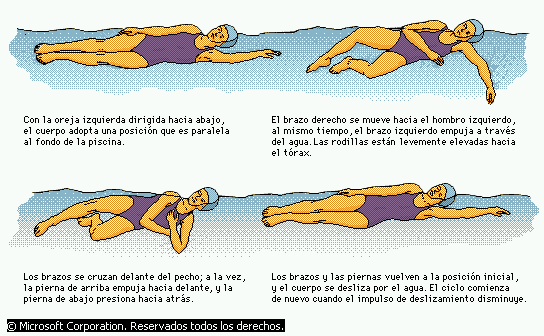 Con la oreja izquierda dirigida hacia abajo,
el cuerpo adopta una posición que es paralela
al fondo de la piscina.
El brazo derecho se mueve hacia el hombro izquierdo,
al mismo tiempo, el brazo izquierdo empuja a través
del agua. Las rodillas están levemente elevadas hacia
el tórax.
Los brazos se cruzan delante del pecho; a la vez,
la pierna de arriba empuja hacia delante, y la
pierna de abajo presiona hacia atrás.
Los brazos y las piernas vuelven a la posición inicial,
y el cuerpo se desliza por el agua. El ciclo comienza
de nuevo cuando el impulso de deslizamiento disminuye.
© Microsoft Corporation. Reservados todos los derechos.